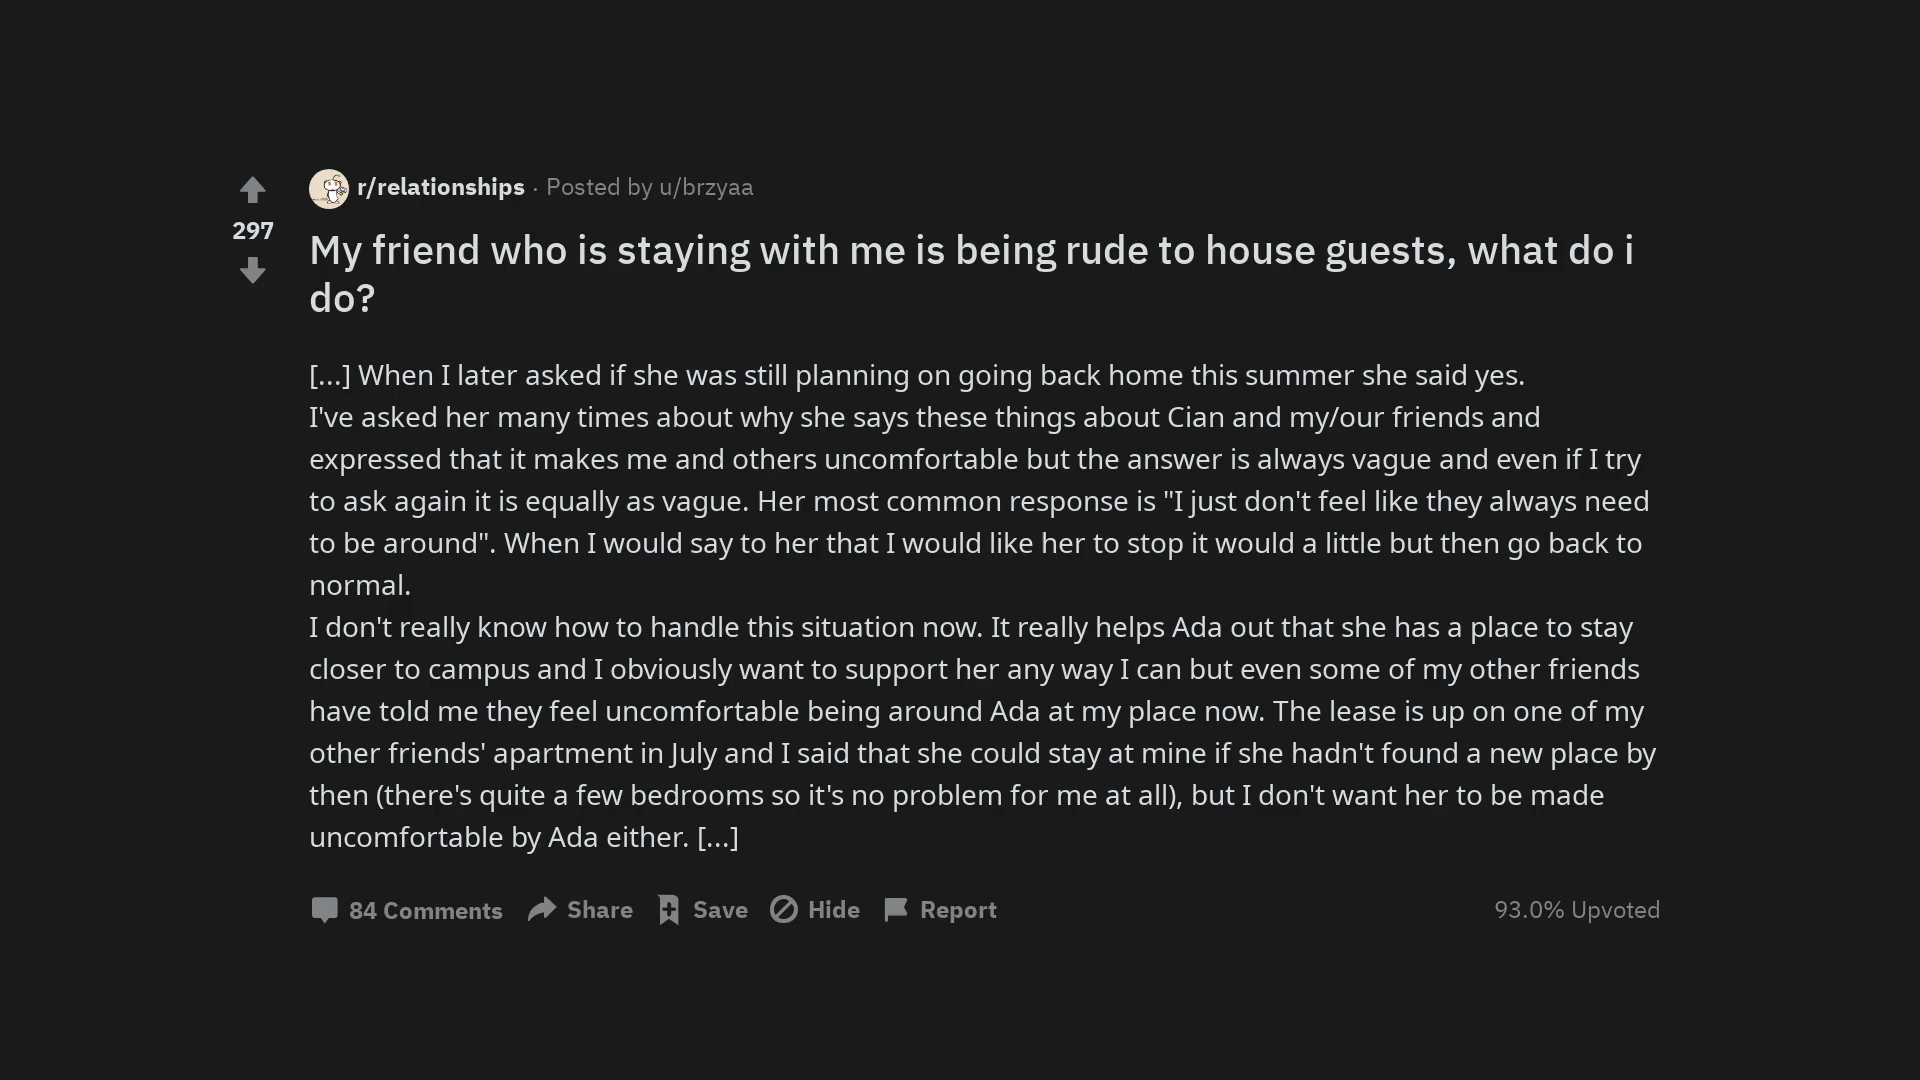 r/relationships · Posted by u/brzyaa
297
My friend who is staying with me is being rude to house guests, what do i
do?
[...] When I later asked if she was still planning on going back home this summer she said yes.
I've asked her many times about why she says these things about Cian and my/our friends and
expressed that it makes me and others uncomfortable but the answer is always vague and even if I try
to ask again it is equally as vague. Her most common response is "I just don't feel like they always need
to be around". When I would say to her that I would like her to stop it would a little but then go back to
normal.
I don't really know how to handle this situation now. It really helps Ada out that she has a place to stay
closer to campus and I obviously want to support her any way I can but even some of my other friends
have told me they feel uncomfortable being around Ada at my place now. The lease is up on one of my
other friends' apartment in July and I said that she could stay at mine if she hadn't found a new place by
then (there's quite a few bedrooms so it's no problem for me at all), but I don't want her to be made
uncomfortable by Ada either. [...]
84 Comments Share Save Hide Report 93.0% Upvoted